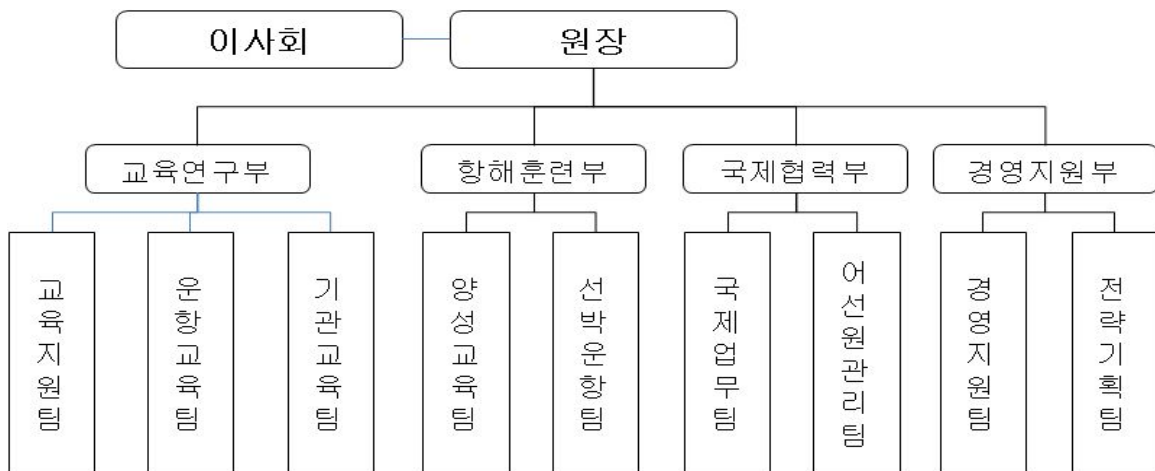 이사회
원장
교육연구부
항해훈련부
국제협력부
경영지원부
교육지원팀
운항교육팀
기관교육팀
양성교육팀
선박운항팀
국제업무팀
어선원관리팀
경영지원팀
전략기획팀